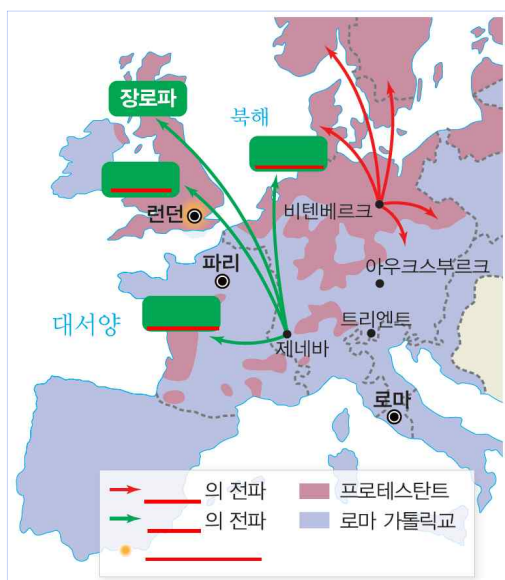 장로파
북해
런던
비텐베르크
파리
아우크스부르크
대서양
트리엔트
제네바
로마
의 전파
프로테스탄트
의 전파
로마 가톨릭교